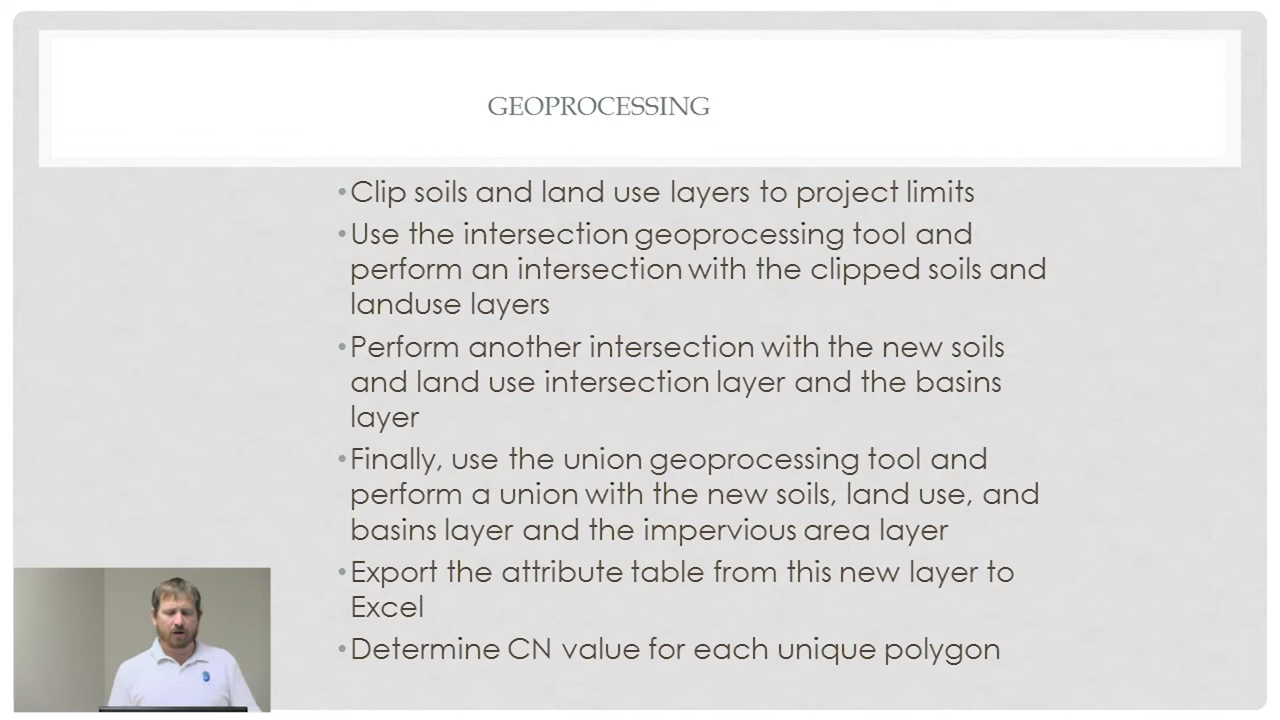 GEOPROCESSING
•Clip soils and land use layers to project limits
•Use the intersection geoprocessing tool and
perform an intersection with the clipped soils and
landuse layers
•Perform another intersection with the new soils
and land use intersection layer and the basins
layer
•Finally, use the union geoprocessing tool and
perform a union with the new soils, land use, and
basins layer and the impervious area layer
•Export the attribute table from this new layer to
Excel
•Determine CN value for each unique polygon